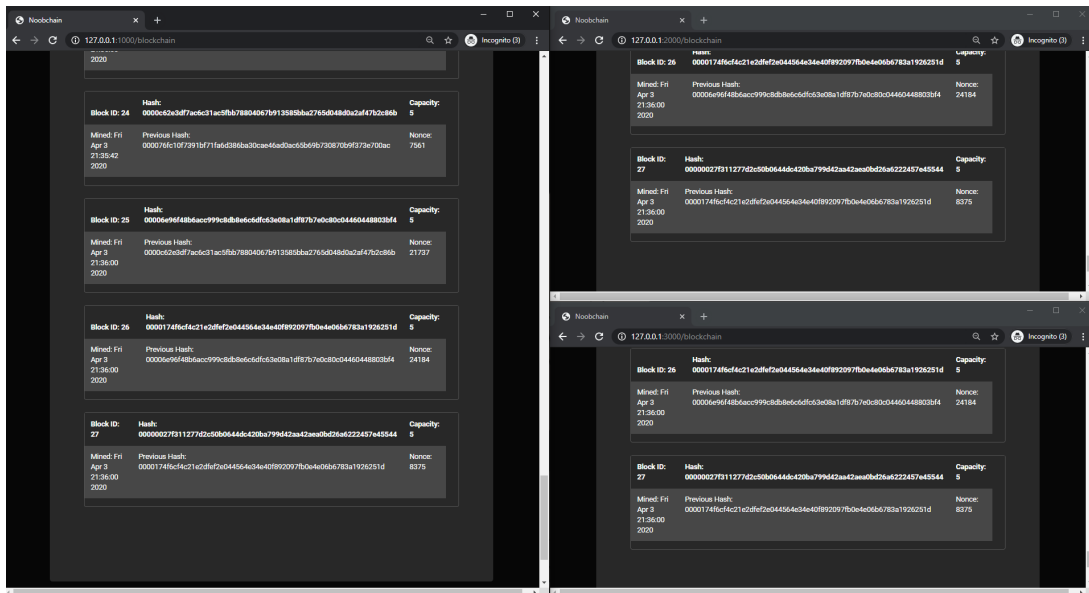 Noobchain
127.0.0.1:1000/blockchain
Incognito (3)
2020
Block ID: 24
Hash:
0000c62e3df7ac6c31ac5fbb78804067b913585bba2765d048d0a2af47b2c86b
Capacity:
5
Mined: Fri
Apr 3
21:35:42
2020
Previous Hash:
000076fc10f7391bf71fa6d386ba30cae46ad0ac65b69b730870b9f373e700ac
Nonce:
7561
Block ID: 25
Hash:
00006e96f48b6acc999c8db8e6c6dfc63e08a1df87b7e0c80c04460448803bf4
Capacity:
5
Mined: Fri
Apr 3
21:36:00
2020
Previous Hash:
0000c62e3df7ac6c31ac5fbb78804067b913585bba2765d048d0a2af47b2c86b
Nonce:
21737
Block ID: 26
Hash:
0000174f6cf4c21e2dfef2e044564e34e40f892097fb0e4e06b6783a1926251d
Capacity:
5
Mined: Fri
Apr 3
21:36:00
2020
Previous Hash:
00006e96f48b6acc999c8db8e6c6dfc63e08a1df87b7e0c80c04460448803bf4
Nonce:
24184
Block ID:
27
Hash:
00000027f311277d2c50b0644dc420ba799d42aa42aea0bd26a6222457e45544
Capacity:
5
Mined: Fri
Apr 3
21:36:00
2020
Previous Hash:
0000174f6cf4c21e2dfef2e044564e34e40f892097fb0e4e06b6783a1926251d
Nonce:
8375
Noobchain
127.0.0.1:2000/blockchain
Incognito (3)
Block ID: 26
Hash:
0000174f6cf4c21e2dfef2e044564e34e40f892097fb0e4e06b6783a1926251d
Capacity:
5
Mined: Fri
Apr 3
21:36:00
2020
Previous Hash:
00006e96f48b6acc999c8db8e6c6dfc63e08a1df87b7e0c80c04460448803bf4
Nonce:
24184
Block ID:
27
Hash:
00000027f311277d2c50b0644dc420ba799d42aa42aea0bd26a6222457e45544
Capacity:
5
Mined: Fri
Apr 3
21:36:00
2020
Previous Hash:
0000174f6cf4c21e2dfef2e044564e34e40f892097fb0e4e06b6783a1926251d
Nonce:
8375
Noobchain
127.0.0.1:3000/blockchain
Incognito (3)
Block ID: 26
Hash:
0000174f6cf4c21e2dfef2e044564e34e40f892097fb0e4e06b6783a1926251d
Capacity:
5
Mined: Fri
Apr 3
21:36:00
2020
Previous Hash:
00006e96f48b6acc999c8db8e6c6dfc63e08a1df87b7e0c80c04460448803bf4
Nonce:
24184
Block ID:
27
Hash:
00000027f311277d2c50b0644dc420ba799d42aa42aea0bd26a6222457e45544
Capacity:
5
Mined: Fri
Apr 3
21:36:00
2020
Previous Hash:
0000174f6cf4c21e2dfef2e044564e34e40f892097fb0e4e06b6783a1926251d
Nonce:
8375